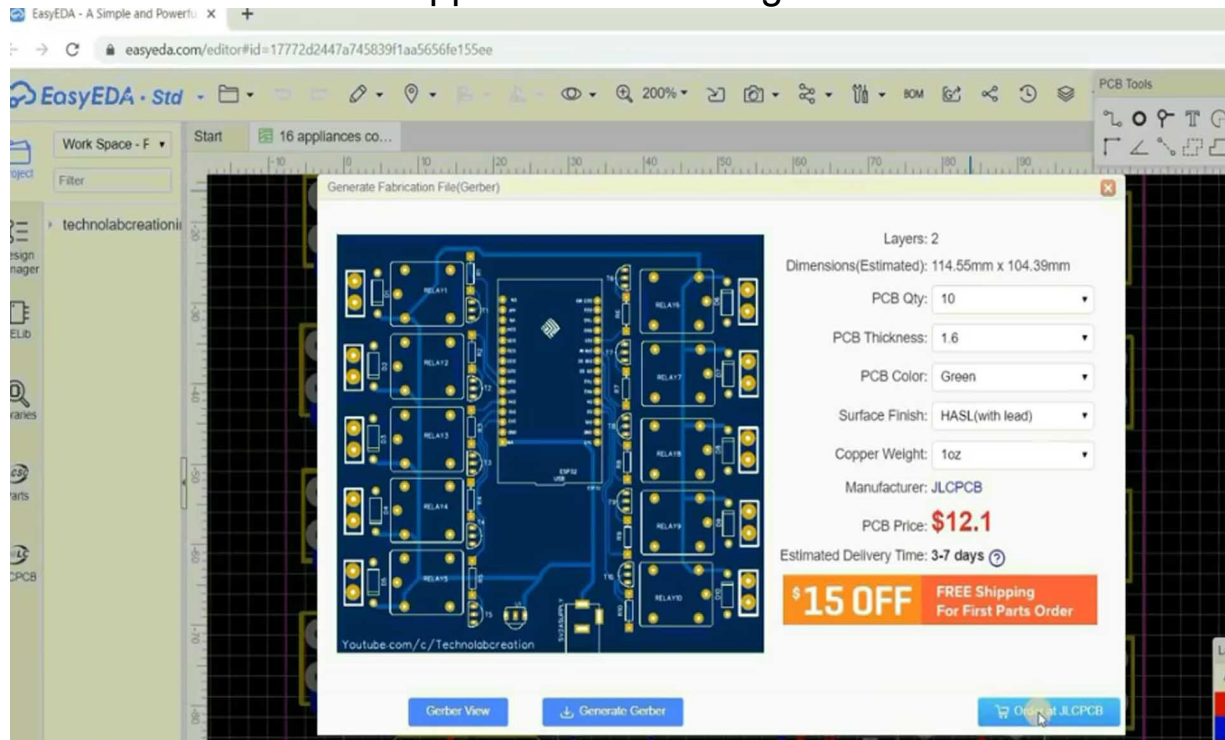 EasyEDA - A Simple and Powerfu
easyeda.com/editor#id=17772d2447a745839f1aa5656fe155ee
EasyEDA · Std
200%
BOM
PCB Tools
Work Space - F
Start
16 appliances co...
Filter
technolabcreationi
Generate Fabrication File(Gerber)
Layers: 2
Dimensions(Estimated): 114.55mm x 104.39mm
PCB Qty: 10
PCB Thickness: 1.6
PCB Color: Green
Surface Finish: HASL(with lead)
Copper Weight: 1oz
Manufacturer: JLCPCB
PCB Price: $12.1
Estimated Delivery Time: 3-7 days
$15 OFF FREE Shipping
For First Parts Order
RELAY1
RELAY2
RELAY3
RELAY4
RELAY5
RELAY6
RELAY7
RELAY8
RELAY9
RELAY10
ESP32
USB
5V2ASUPPLY
Youtube.com/c/Technolabcreation
Gerber View
Generate Gerber
Order at JLCPCB